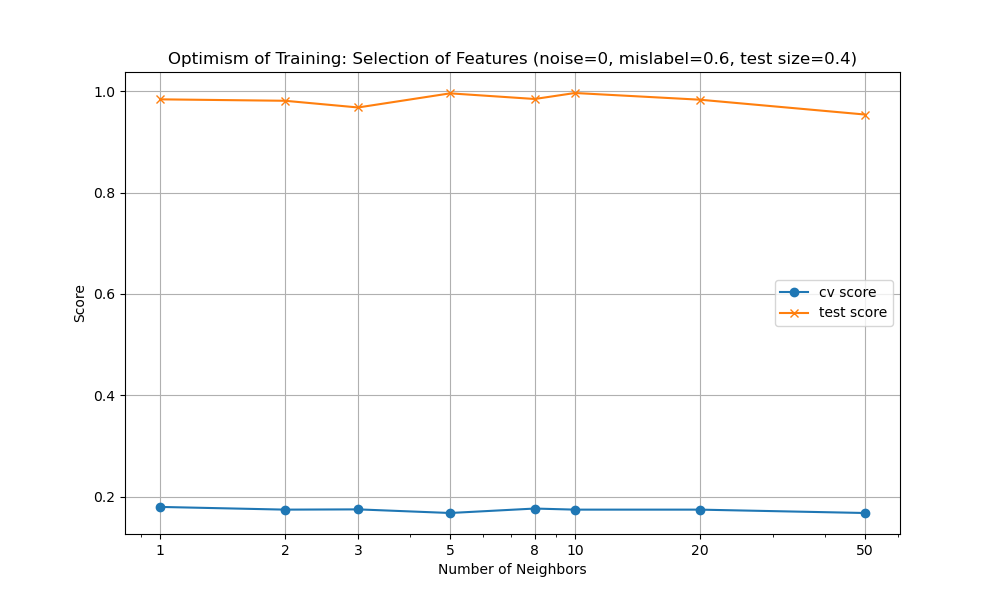 Optimism of Training: Selection of Features (noise=0, mislabel=0.6, test size=0.4)
1.0
0.8
0.6
0.4
0.2
Score
cv score
test score
1 2 3 5 8 10 20 50
Number of Neighbors